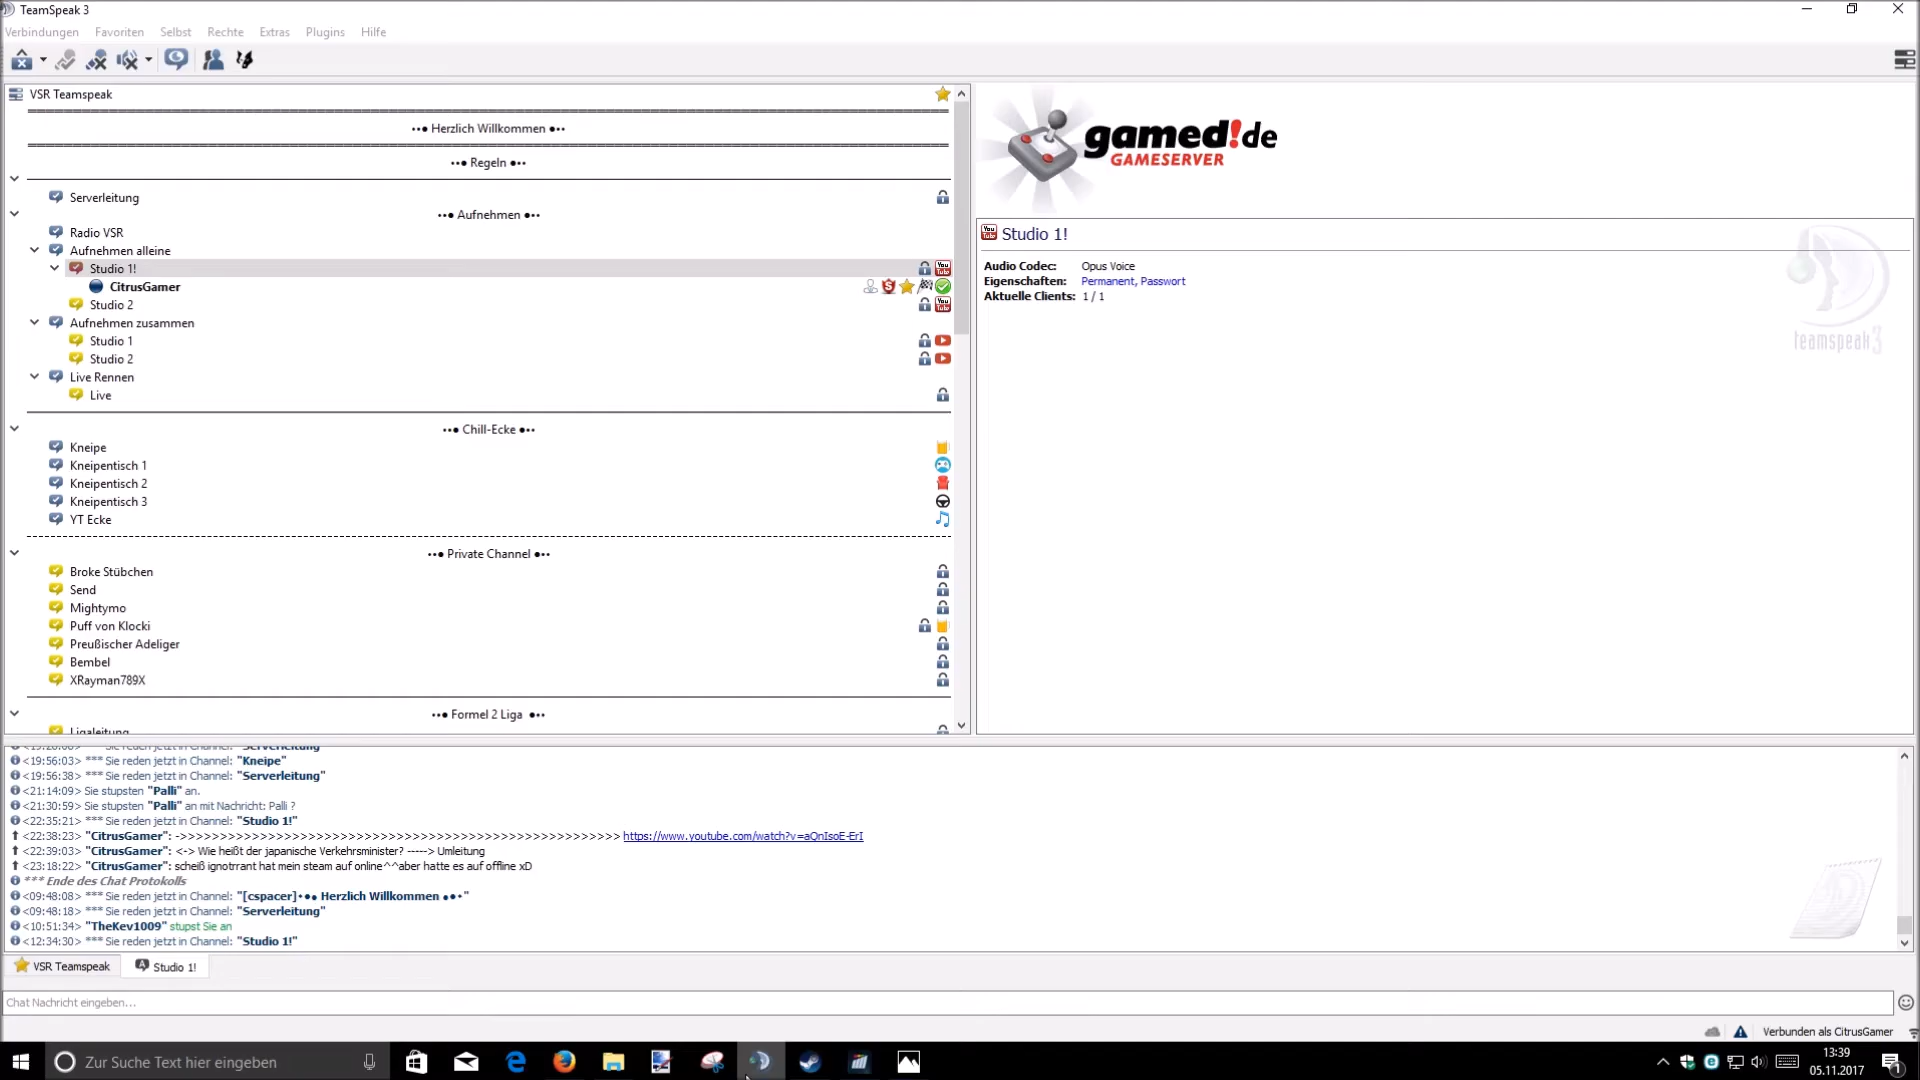 TeamSpeak 3
Verbindungen Favoriten Selbst Rechte Extras Plugins Hilfe
VSR Teamspeak
••● Herzlich Willkommen ●••
••● Regeln ●••
Serverleitung
••● Aufnehmen ●••
Radio VSR
Aufnehmen alleine
Studio 1!
CitrusGamer
Studio 2
Aufnehmen zusammen
Studio 1
Studio 2
Live Rennen
Live
••● Chill-Ecke ●••
Kneipe
Kneipentisch 1
Kneipentisch 2
Kneipentisch 3
YT Ecke
••● Private Channel ●••
Broke Stübchen
Send
Mightymo
Puff von Klocki
Preußischer Adeliger
Bembel
XRayman789X
••● Formel 2 Liga ●••
Ligaleitung
gamed!de
GAMESERVER
Studio 1!
Audio Codec: Opus Voice
Eigenschaften: Permanent, Passwort
Aktuelle Clients: 1 / 1
teamspeak3
Sie reden jetzt in Channel: "Serverleitung"
<19:56:03> *** Sie reden jetzt in Channel: "Kneipe"
<19:56:38> *** Sie reden jetzt in Channel: "Serverleitung"
<21:14:09> Sie stupsten "Palli" an.
<21:30:59> Sie stupsten "Palli" an mit Nachricht: Palli ?
<22:35:21> *** Sie reden jetzt in Channel: "Studio 1!"
<22:38:23> "CitrusGamer": ->>>>>>>>>>>>>>>>>>>>>>>>>>>>>>>>>>>>>>>>>>>>>>>>>>>>>>> https://www.youtube.com/watch?v=aQnIsoE-ErI
<22:39:03> "CitrusGamer": <-> Wie heißt der japanische Verkehrsminister? -----> Umleitung
<23:18:22> "CitrusGamer": scheiß ignotrrant hat mein steam auf online^^aber hatte es auf offline xD
*** Ende des Chat Protokolls
<09:48:08> *** Sie reden jetzt in Channel: "[cspacer]•●● Herzlich Willkommen ●●•"
<09:48:18> *** Sie reden jetzt in Channel: "Serverleitung"
<10:51:34> "TheKev1009" stupst Sie an
<12:34:30> *** Sie reden jetzt in Channel: "Studio 1!"
VSR Teamspeak Studio 1!
Chat Nachricht eingeben...
Verbunden als CitrusGamer
Zur Suche Text hier eingeben
13:39
05.11.2017
1